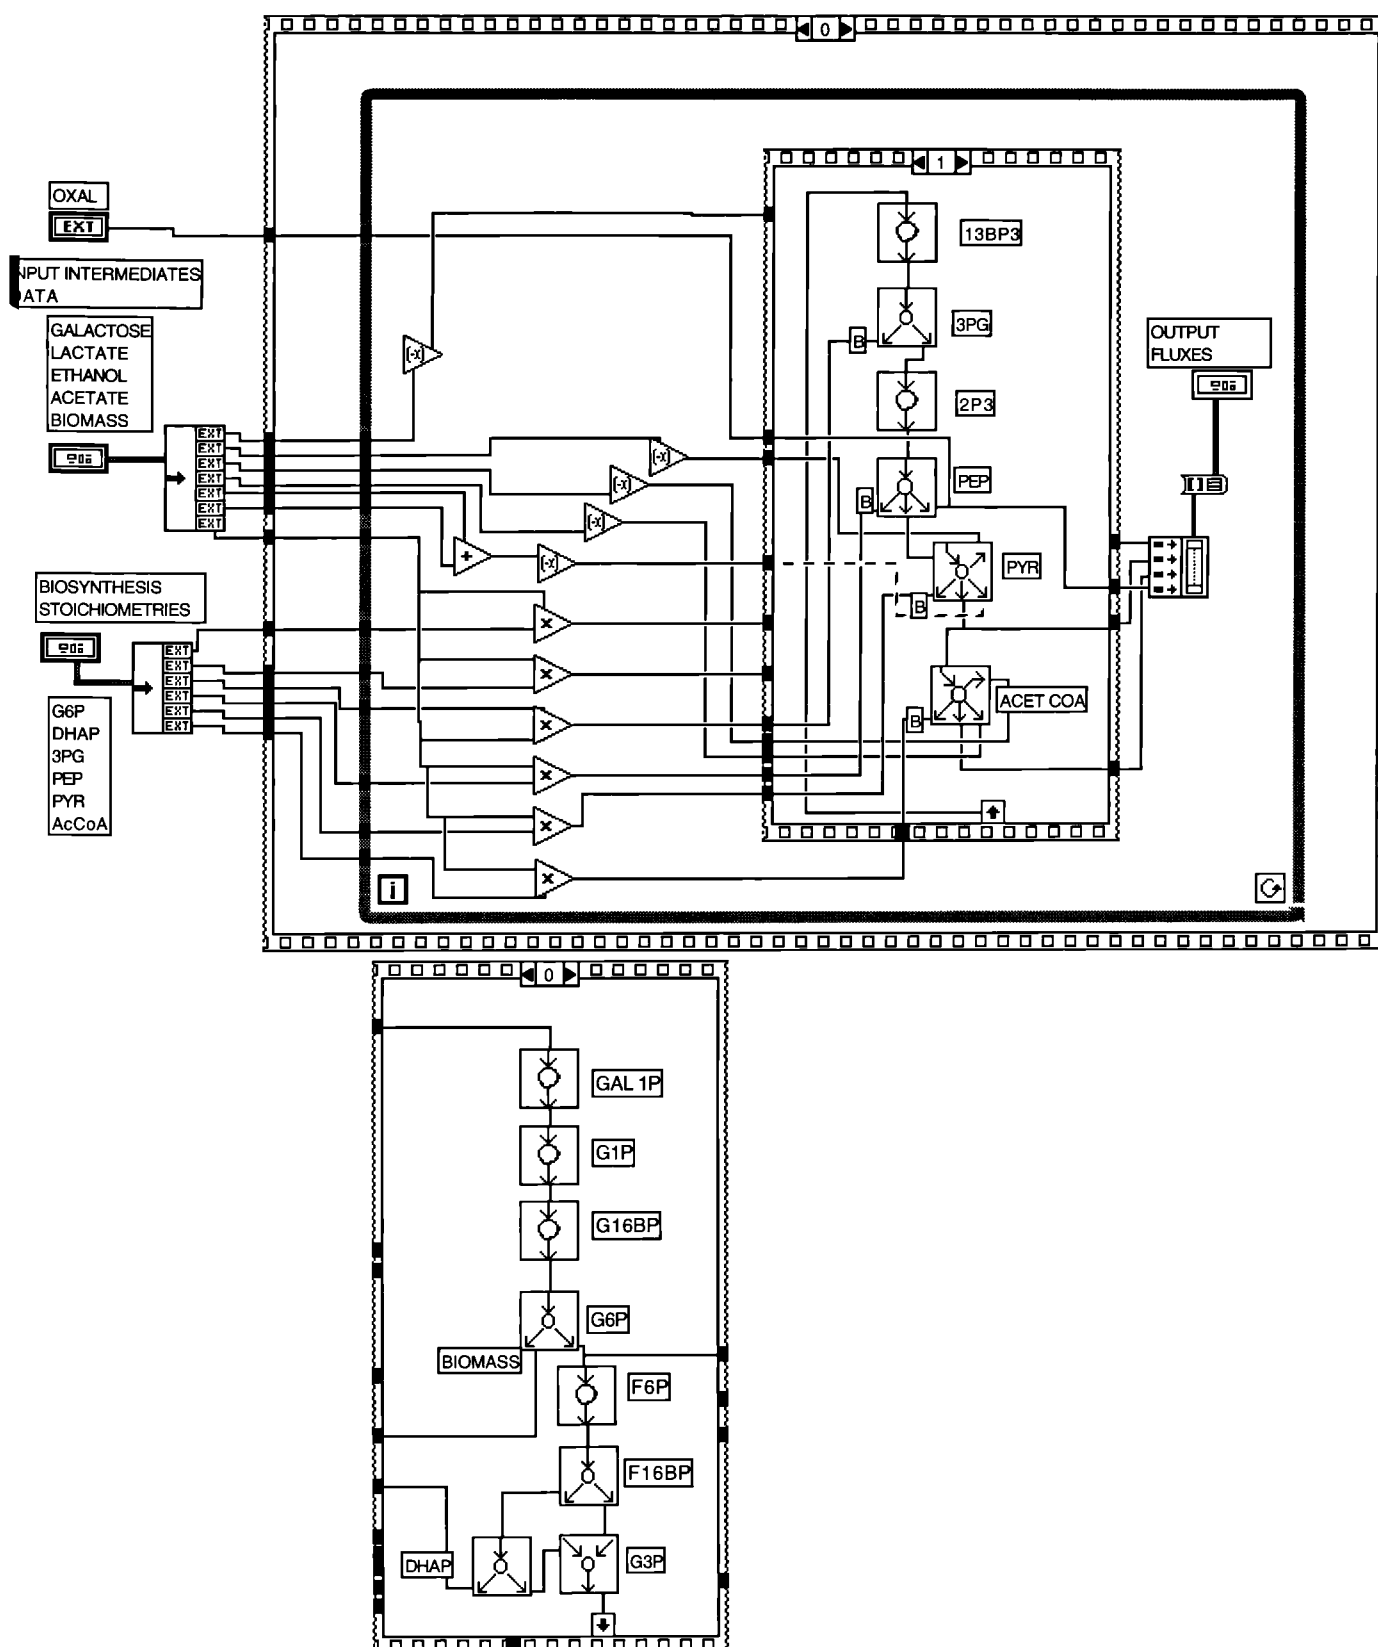 0
1
OXAL
EXT
NPUT INTERMEDIATES
ATA
GALACTOSE
LACTATE
ETHANOL
ACETATE
BIOMASS
EXT
EXT
EXT
EXT
EXT
EXT
EXT
BIOSYNTHESIS
STOICHIOMETRIES
EXT
EXT
EXT
EXT
EXT
EXT
G6P
DHAP
3PG
PEP
PYR
AcCoA
(-x)
(-x)
(-x)
(-x)
+
(-x)
x
x
x
x
x
x
i
13BP3
3PG
B
2P3
PEP
B
PYR
B
ACET COA
B
OUTPUT
FLUXES
0
GAL 1P
G1P
G16BP
G6P
BIOMASS
F6P
F16BP
DHAP
G3P